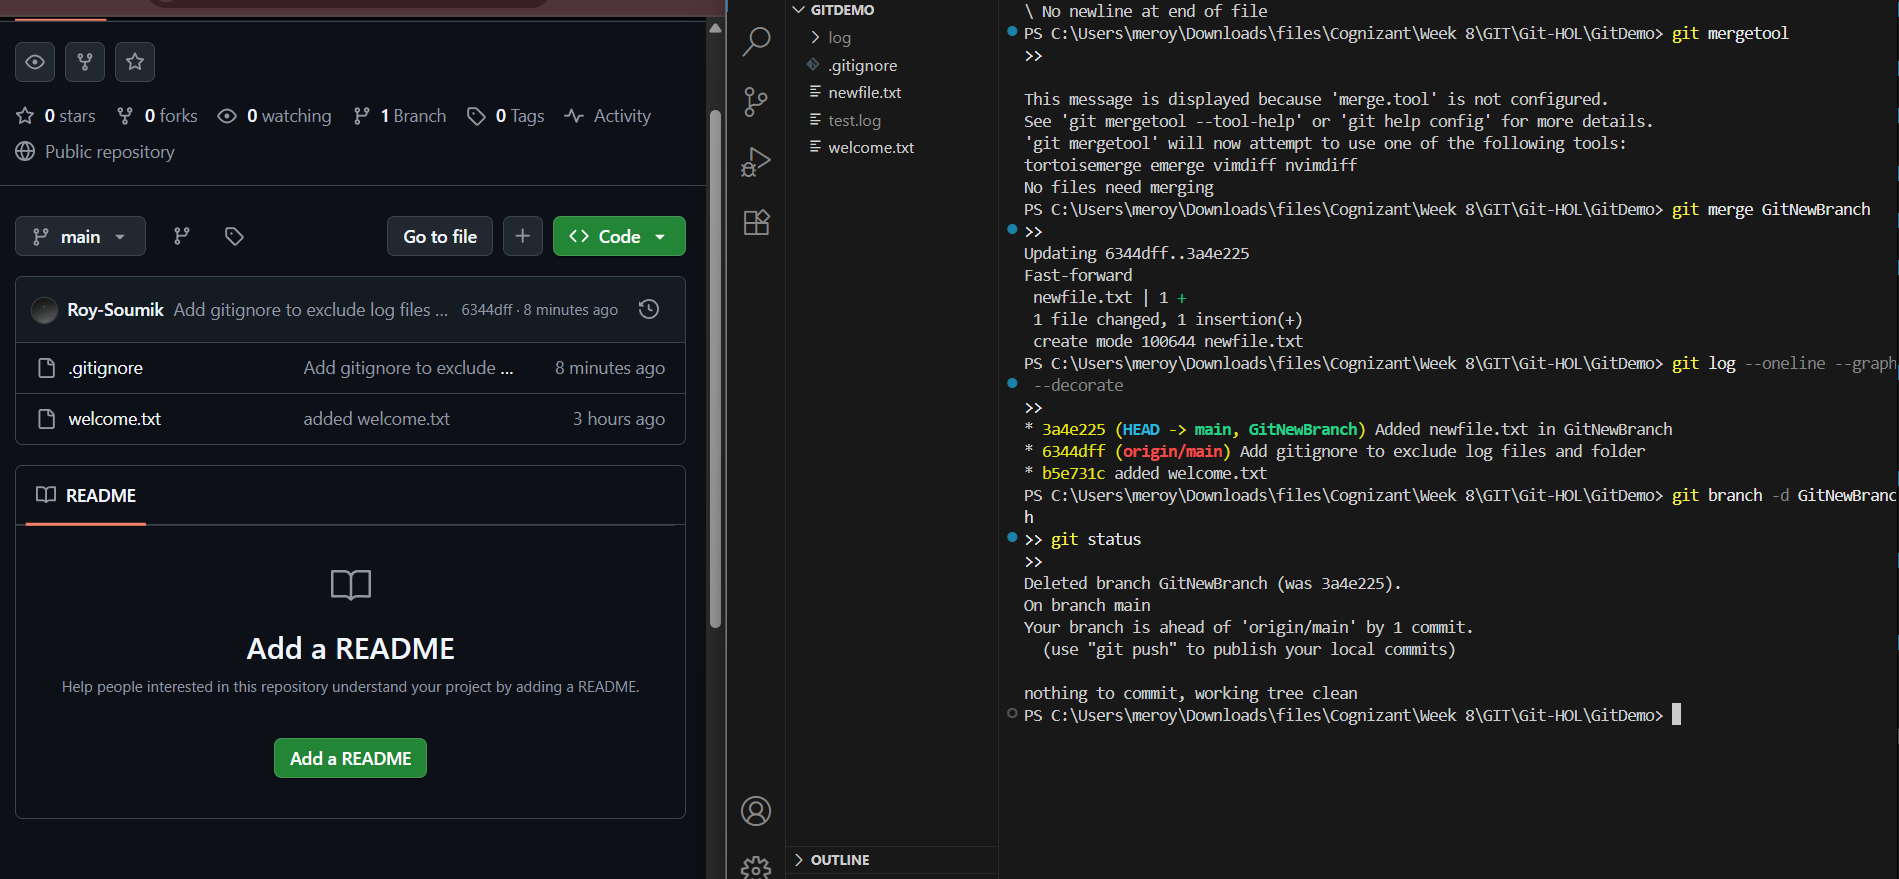 0 stars 0 forks 0 watching 1 Branch 0 Tags Activity
Public repository
main Go to file + <> Code
Roy-Soumik Add gitignore to exclude log files ... 6344dff · 8 minutes ago
.gitignore Add gitignore to exclude ... 8 minutes ago
welcome.txt added welcome.txt 3 hours ago
README
Add a README
Help people interested in this repository understand your project by adding a README.
Add a README
GITDEMO
log
.gitignore
newfile.txt
test.log
welcome.txt
OUTLINE
\ No newline at end of file
PS C:\Users\meroy\Downloads\files\Cognizant\Week 8\GIT\Git-HOL\GitDemo> git mergetool
>>
This message is displayed because 'merge.tool' is not configured.
See 'git mergetool --tool-help' or 'git help config' for more details.
'git mergetool' will now attempt to use one of the following tools:
tortoisemerge emerge vimdiff nvimdiff
No files need merging
PS C:\Users\meroy\Downloads\files\Cognizant\Week 8\GIT\Git-HOL\GitDemo> git merge GitNewBranch
>>
Updating 6344dff..3a4e225
Fast-forward
newfile.txt | 1 +
1 file changed, 1 insertion(+)
create mode 100644 newfile.txt
PS C:\Users\meroy\Downloads\files\Cognizant\Week 8\GIT\Git-HOL\GitDemo> git log --oneline --graph
--decorate
>>
* 3a4e225 (HEAD -> main, GitNewBranch) Added newfile.txt in GitNewBranch
* 6344dff (origin/main) Add gitignore to exclude log files and folder
* b5e731c added welcome.txt
PS C:\Users\meroy\Downloads\files\Cognizant\Week 8\GIT\Git-HOL\GitDemo> git branch -d GitNewBranc
h
>> git status
>>
Deleted branch GitNewBranch (was 3a4e225).
On branch main
Your branch is ahead of 'origin/main' by 1 commit.
(use "git push" to publish your local commits)
nothing to commit, working tree clean
PS C:\Users\meroy\Downloads\files\Cognizant\Week 8\GIT\Git-HOL\GitDemo>